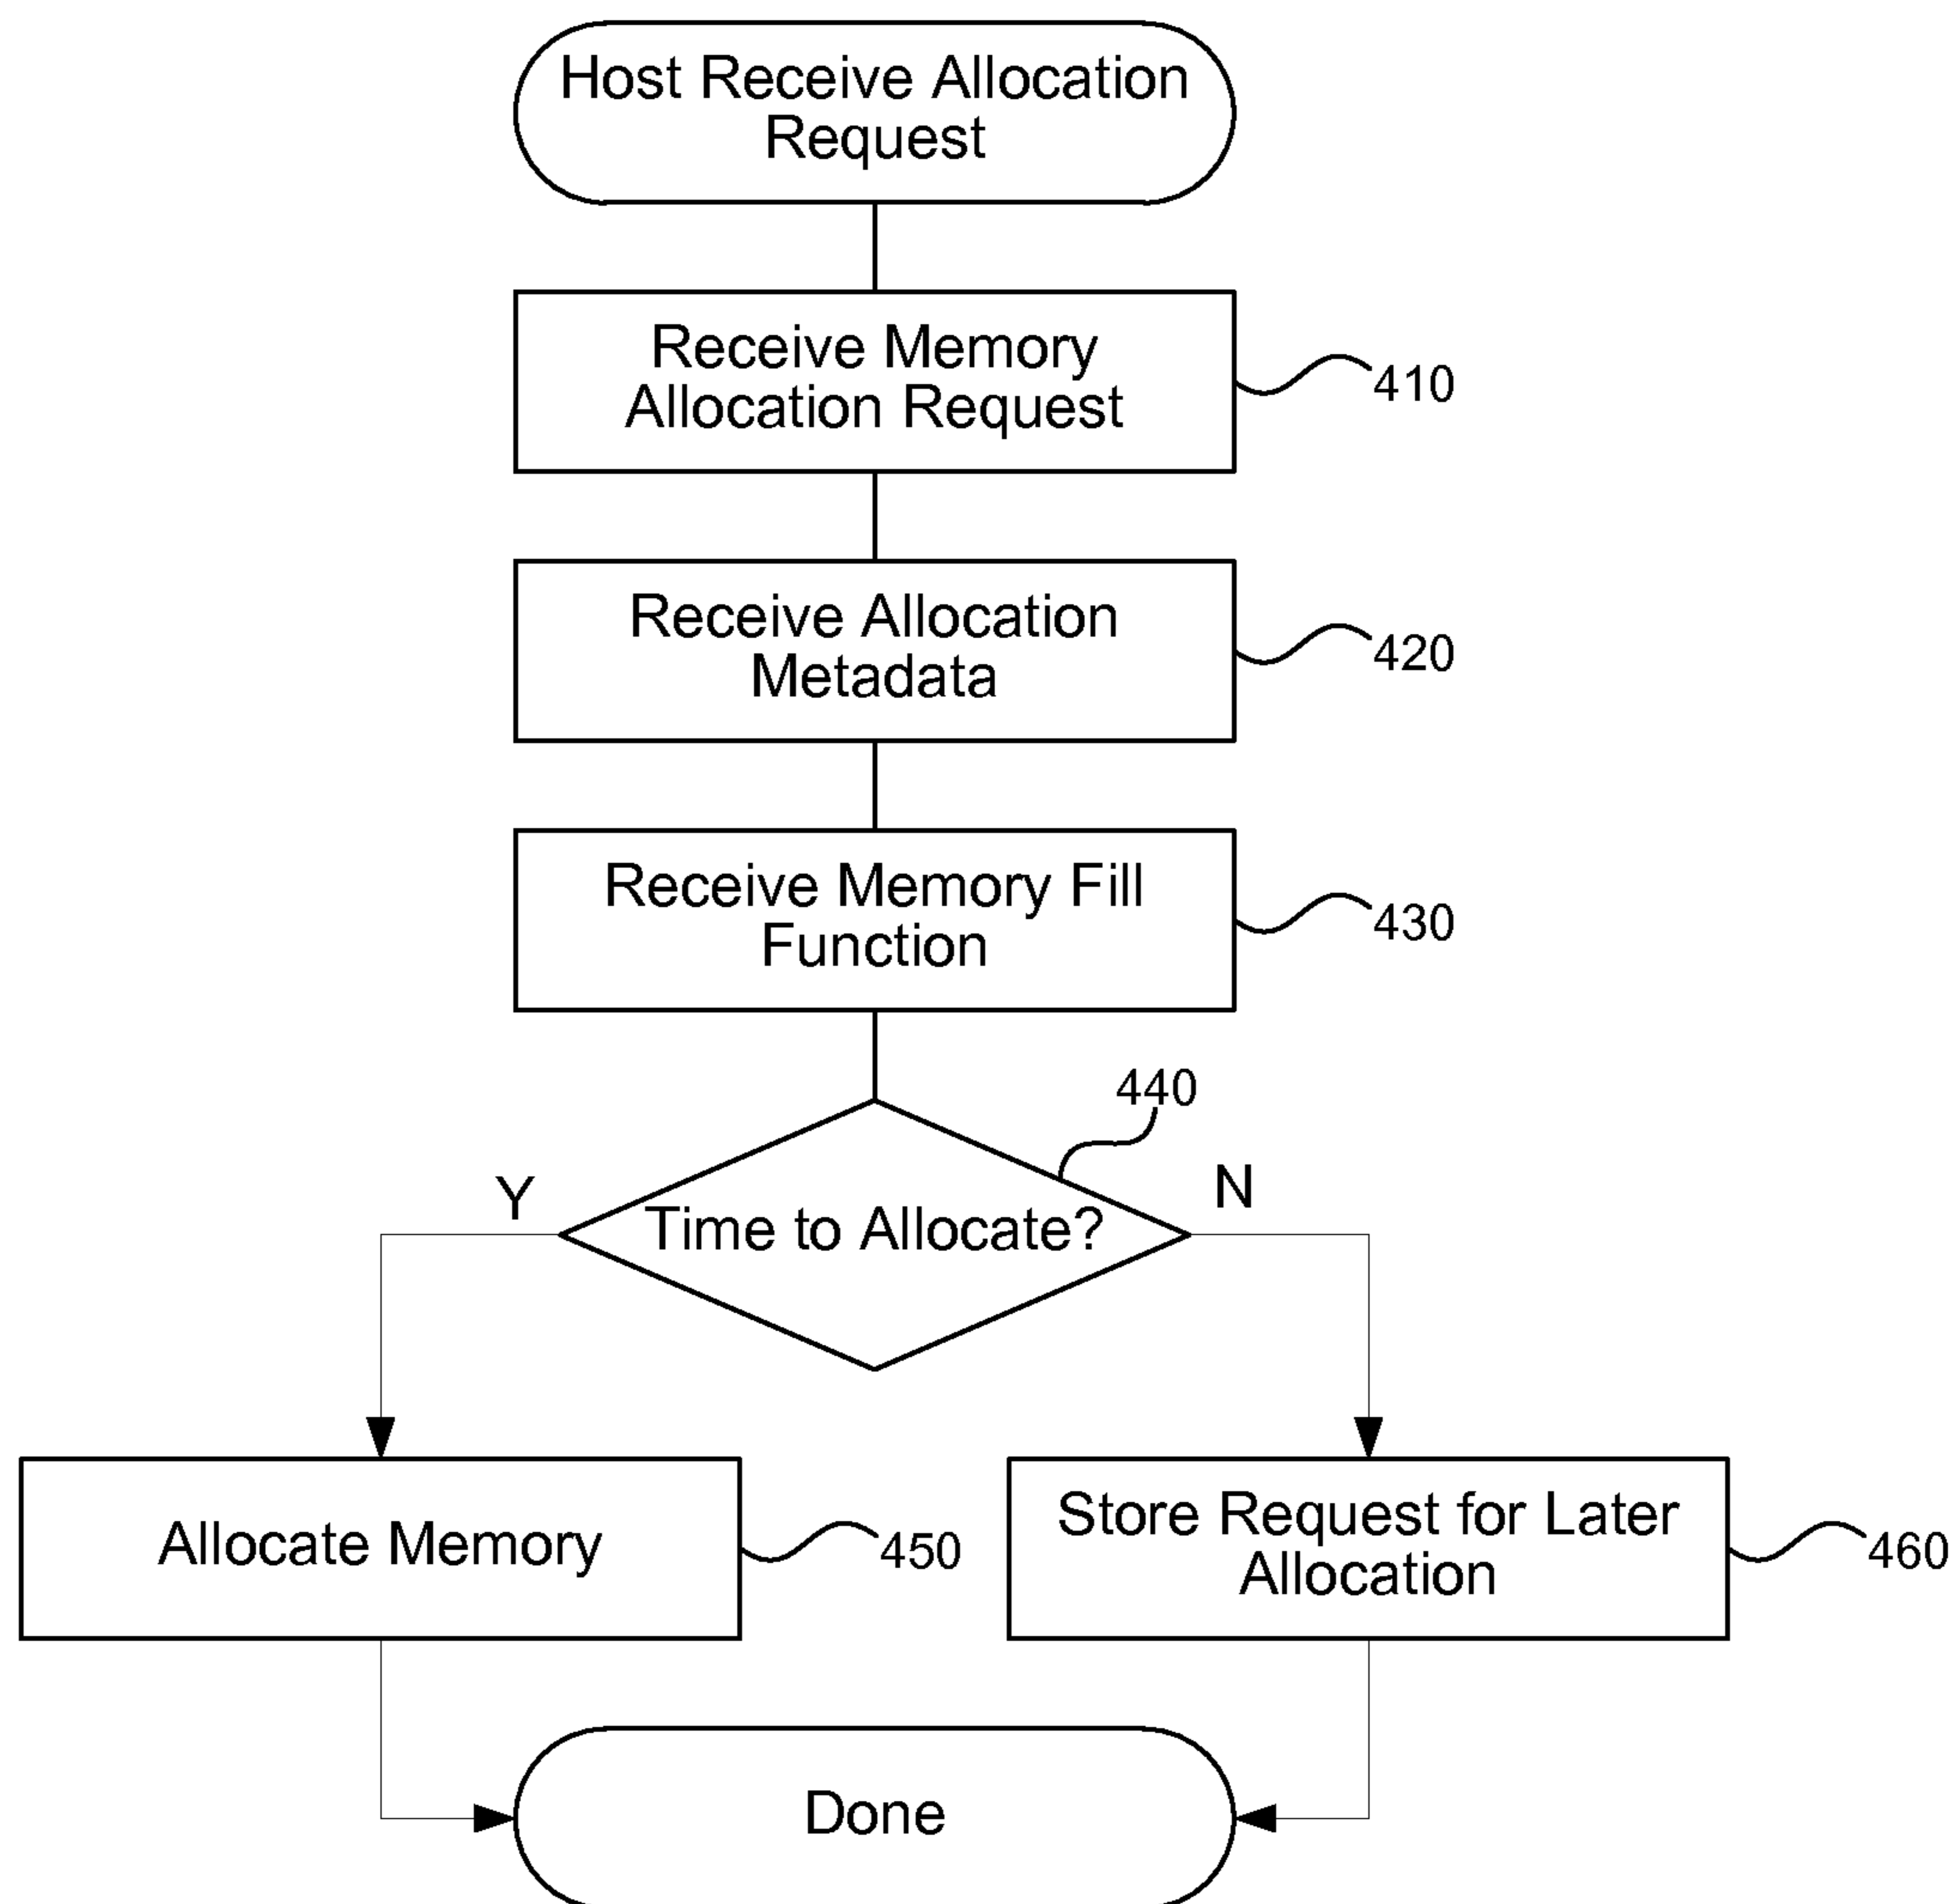 Host Receive Allocation
Request
Receive Memory
Allocation Request
410
Receive Allocation
Metadata
420
Receive Memory Fill
Function
430
440
Y
N
Time to Allocate?
Allocate Memory
450
Store Request for Later
Allocation
460
Done